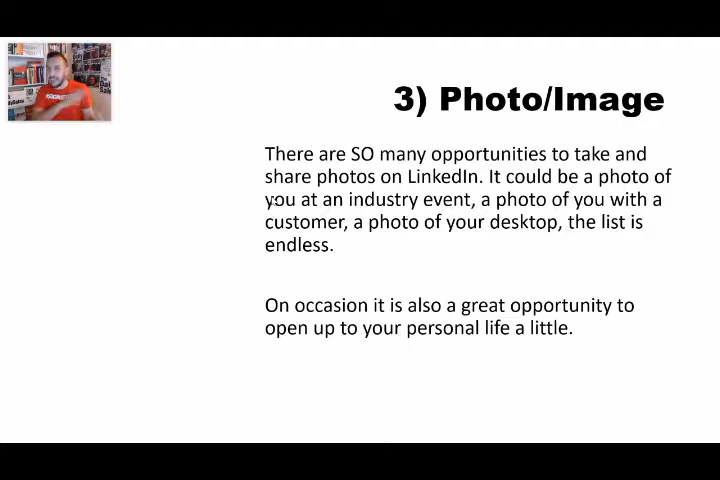 3) Photo/Image
There are SO many opportunities to take and
share photos on LinkedIn. It could be a photo of
you at an industry event, a photo of you with a
customer, a photo of your desktop, the list is
endless.
On occasion it is also a great opportunity to
open up to your personal life a little.